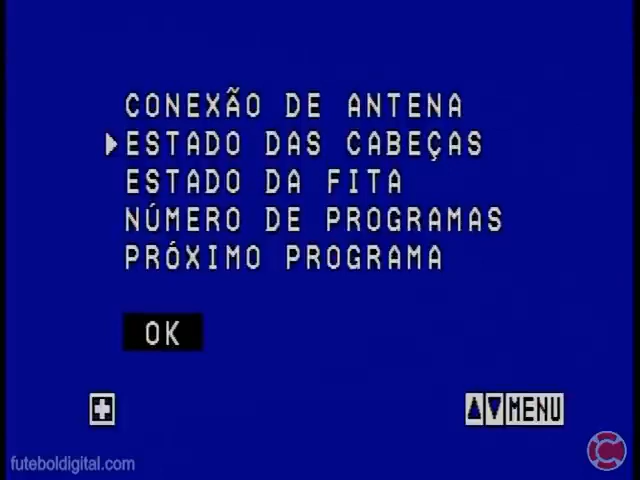 CONEXÃO DE ANTENA
ESTADO DAS CABEÇAS
ESTADO DA FITA
NÚMERO DE PROGRAMAS
PRÓXIMO PROGRAMA
OK
MENU
futeboldigital.com